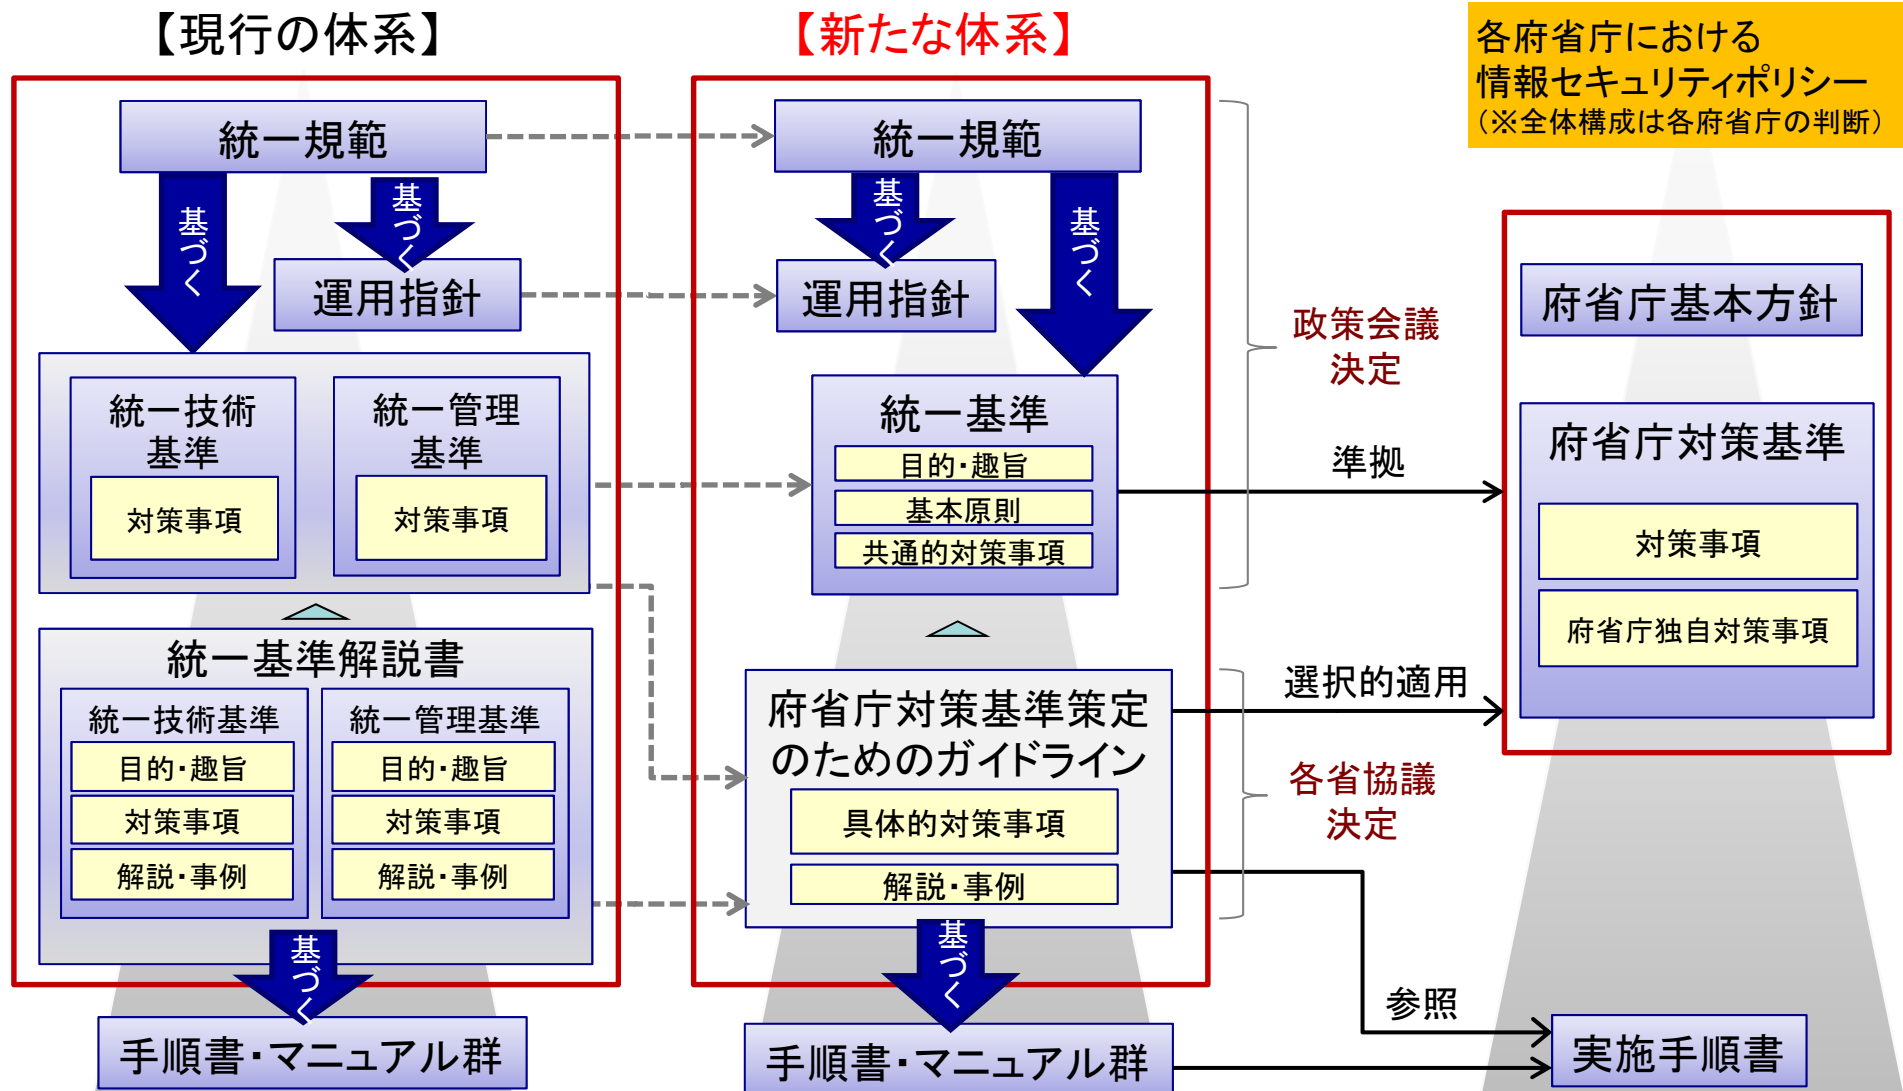 【現行の体系】
統一規範
基づく
基づく
運用指針
統一技術
基準
対策事項
統一管理
基準
対策事項
統一基準解説書
統一技術基準
目的・趣旨
対策事項
解説・事例
統一管理基準
目的・趣旨
対策事項
解説・事例
基づく
手順書・マニュアル群
【新たな体系】
統一規範
基づく
基づく
運用指針
統一基準
目的・趣旨
基本原則
共通的対策事項
府省庁対策基準策定
のためのガイドライン
具体的対策事項
解説・事例
基づく
手順書・マニュアル群
政策会議
決定
準拠
選択的適用
各省協議
決定
参照
各府省庁における
情報セキュリティポリシー
(※全体構成は各府省庁の判断)
府省庁基本方針
府省庁対策基準
対策事項
府省庁独自対策事項
実施手順書